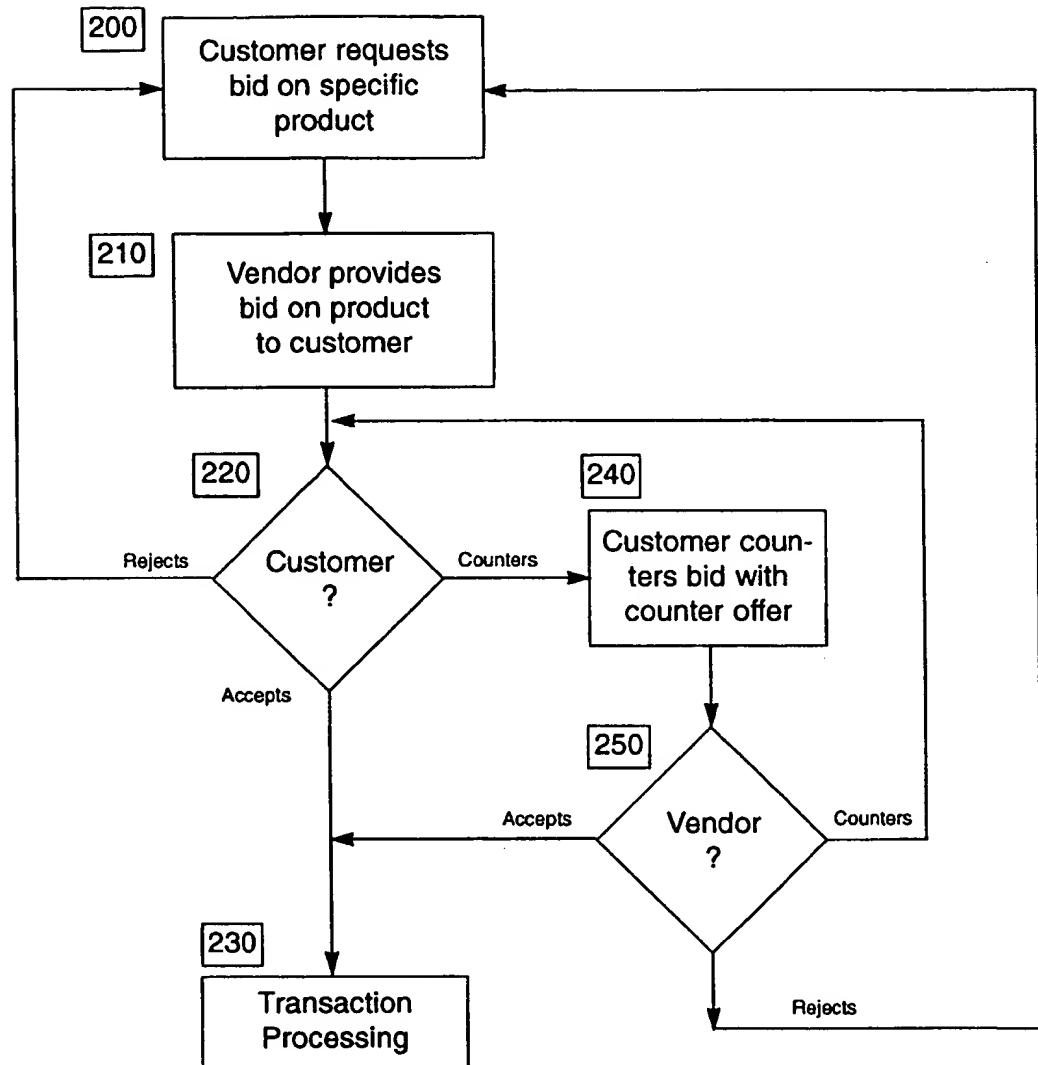 200
Customer requests
bid on specific
product
210
Vendor provides
bid on product
to customer
220
240
Rejects
Customer
?
Counters
Customer coun-
ters bid with
counter offer
Accepts
250
Accepts
Vendor
?
Counters
230
Transaction
Processing
Rejects